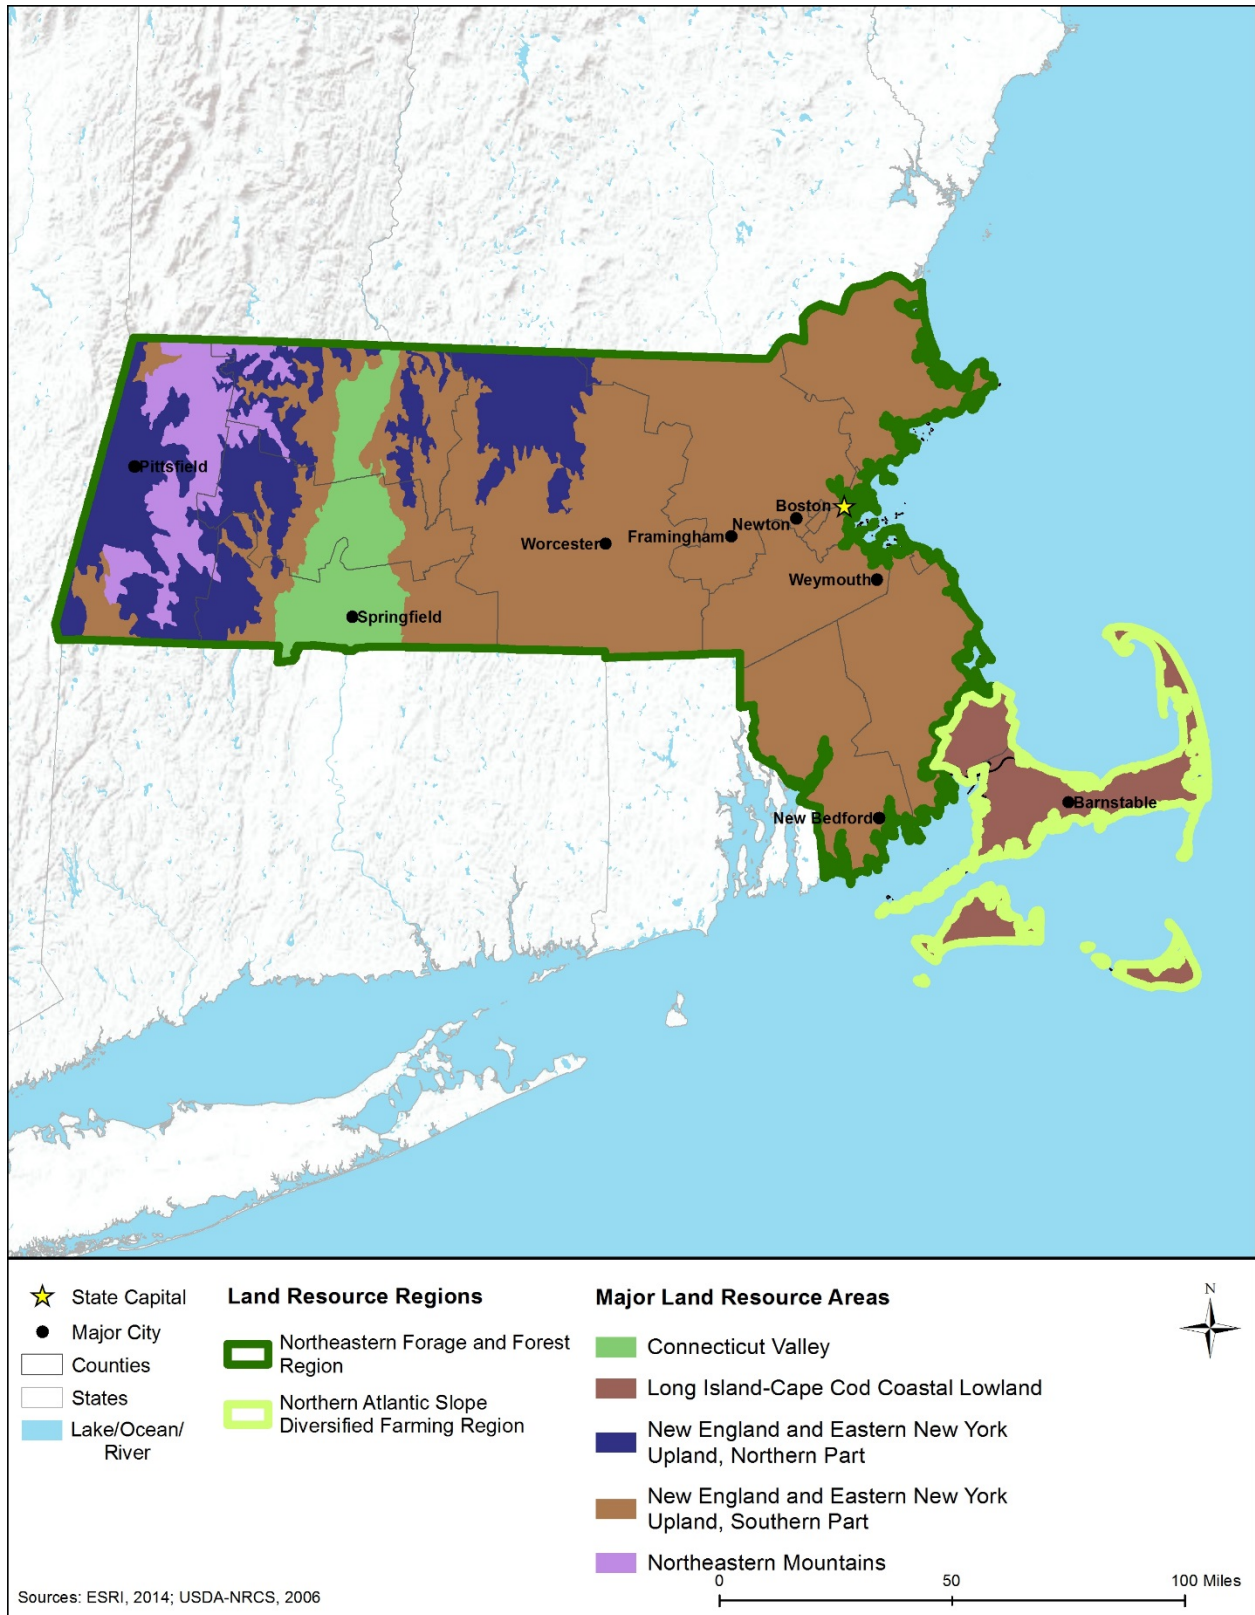 Pittsfield
Boston
Newton
Framingham
Worcester
Weymouth
Springfield
Barnstable
New Bedford
State Capital
Major City
Counties
States
Lake/Ocean/
River
Land Resource Regions
Northeastern Forage and Forest
Region
Northern Atlantic Slope
Diversified Farming Region
Major Land Resource Areas
Connecticut Valley
Long Island-Cape Cod Coastal Lowland
New England and Eastern New York
Upland, Northern Part
New England and Eastern New York
Upland, Southern Part
Northeastern Mountains
N
Sources: ESRI, 2014; USDA-NRCS, 2006
0 50 100 Miles